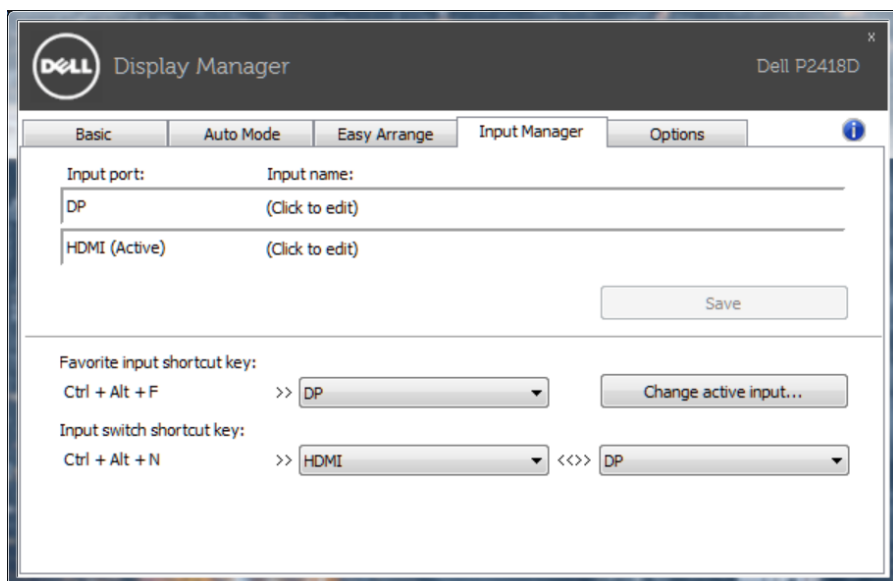 x
DELL Display Manager Dell P2418D
Basic Auto Mode Easy Arrange Input Manager Options i
Input port: Input name:
DP (Click to edit)
HDMI (Active) (Click to edit)
Save
Favorite input shortcut key:
Ctrl + Alt + F >> DP Change active input...
Input switch shortcut key:
Ctrl + Alt + N >> HDMI <<>> DP